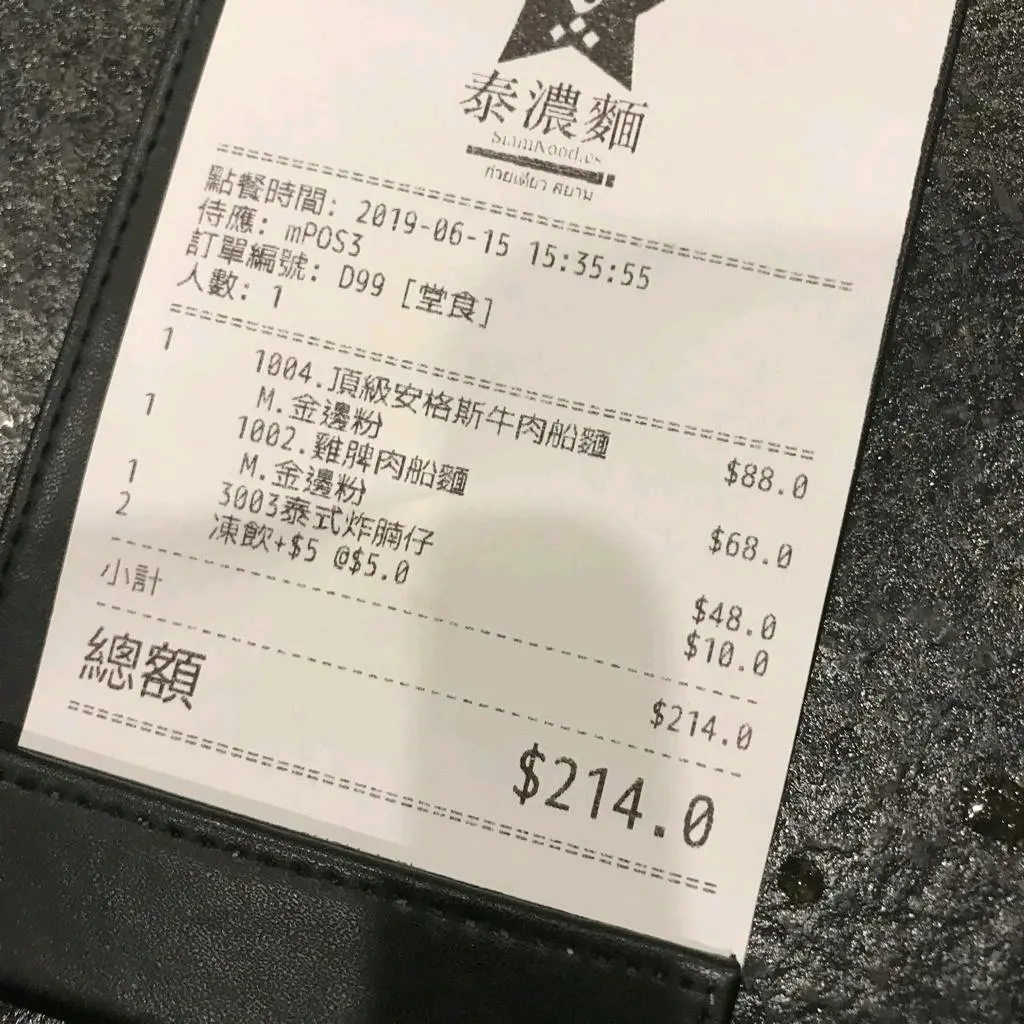 泰濃麵
SiamNoodles
ก๋วยเตี๋ยว สยาม
點餐時間: 2019-06-15 15:35:55
侍應: mPOS3
訂單編號: D99 [堂食]
人數: 1
1 1004.頂級安格斯牛肉船麵 $88.0
M.金邊粉
1 1002.雞脾肉船麵 $68.0
M.金邊粉
1 3003泰式炸腩仔 $48.0
2 凍飲+$5 @$5.0 $10.0
小計 $214.0
總額 $214.0